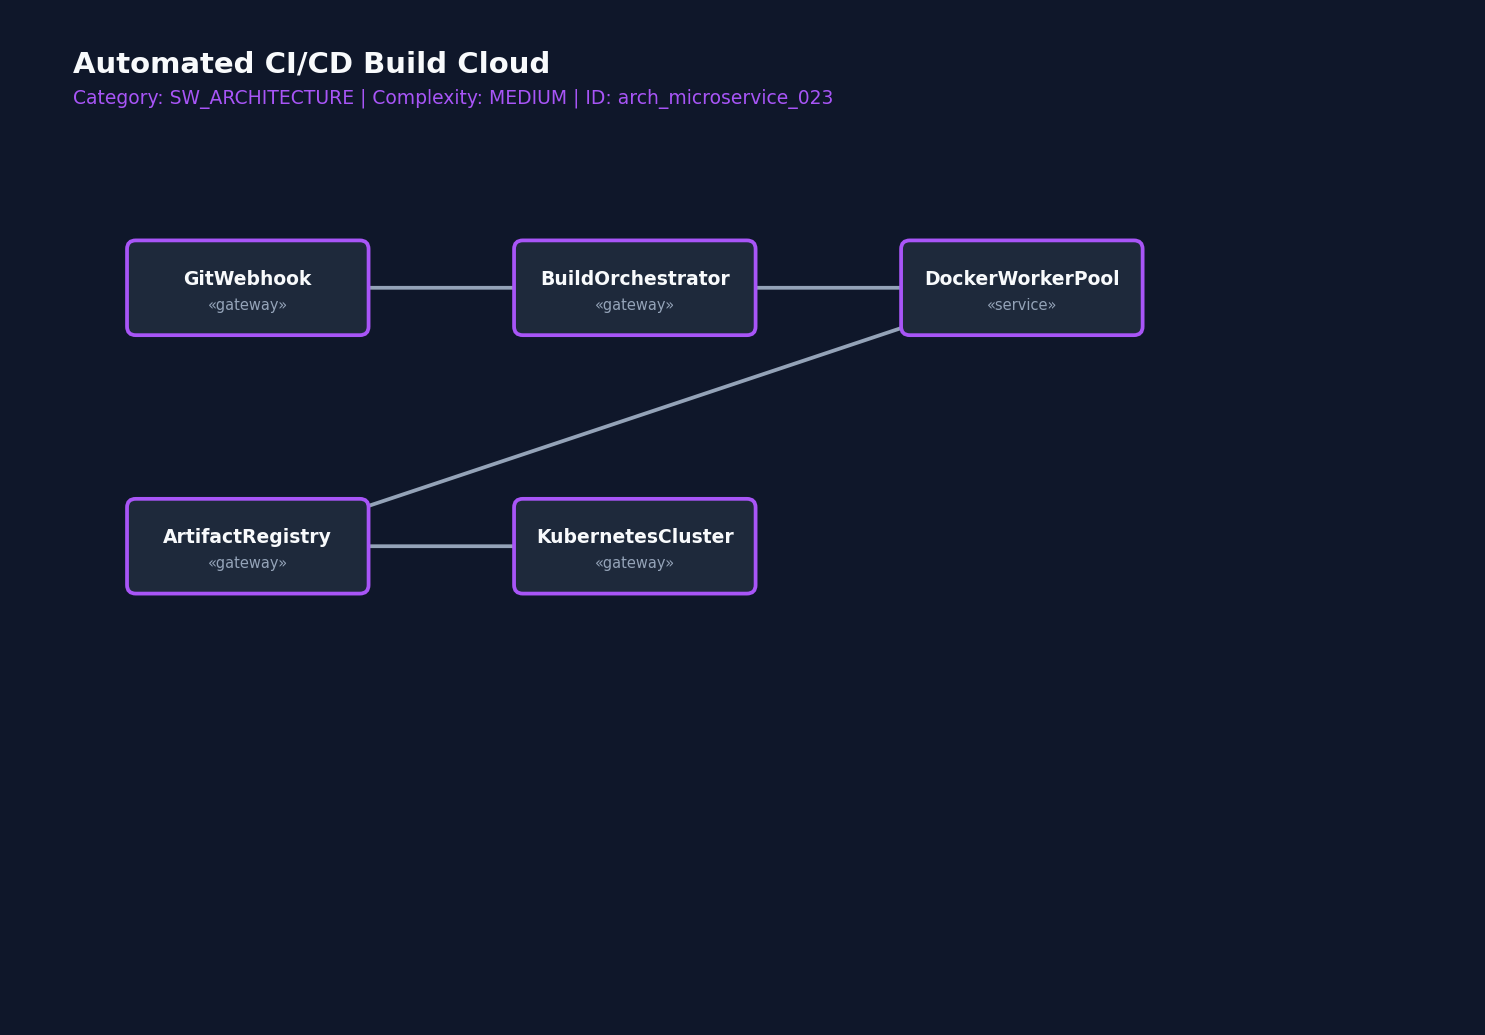 Automated CI/CD Build Cloud
Category: SW_ARCHITECTURE | Complexity: MEDIUM | ID: arch_microservice_023
GitWebhook
«gateway»
BuildOrchestrator
«gateway»
DockerWorkerPool
«service»
ArtifactRegistry
«gateway»
KubernetesCluster
«gateway»